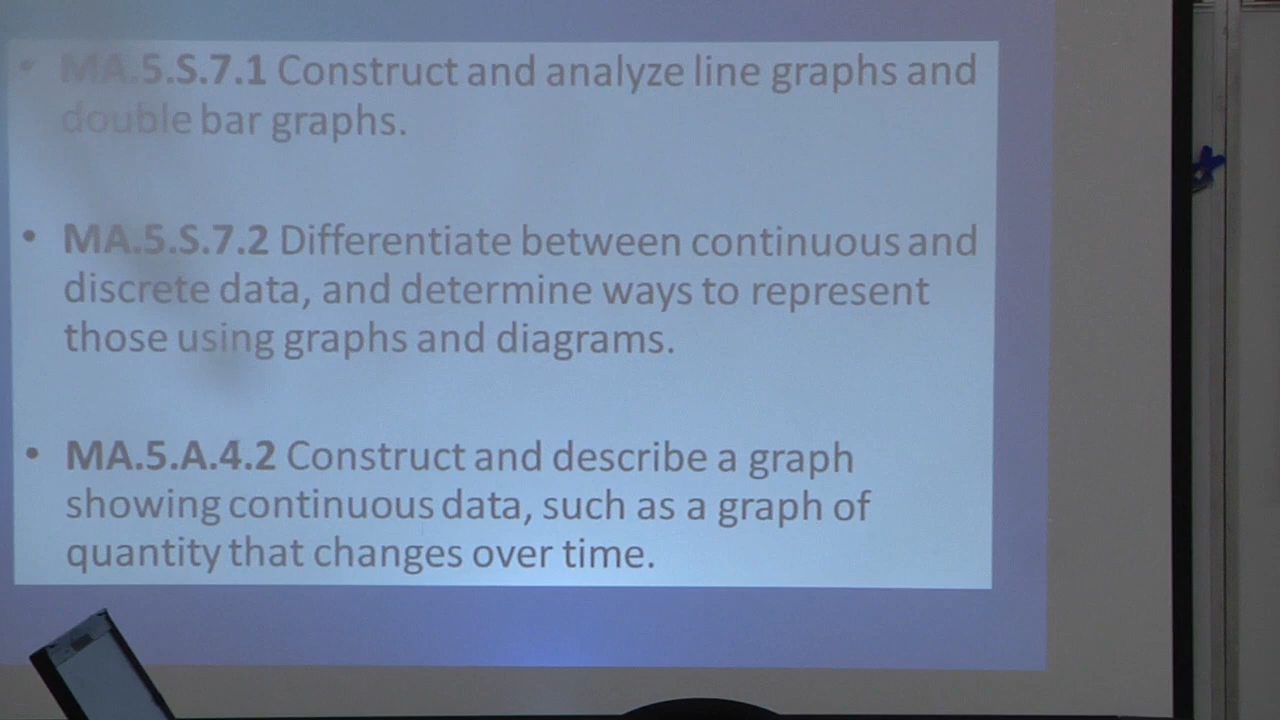 • MA.5.S.7.1 Construct and analyze line graphs and
double bar graphs.
• MA.5.S.7.2 Differentiate between continuous and
discrete data, and determine ways to represent
those using graphs and diagrams.
• MA.5.A.4.2 Construct and describe a graph
showing continuous data, such as a graph of
quantity that changes over time.